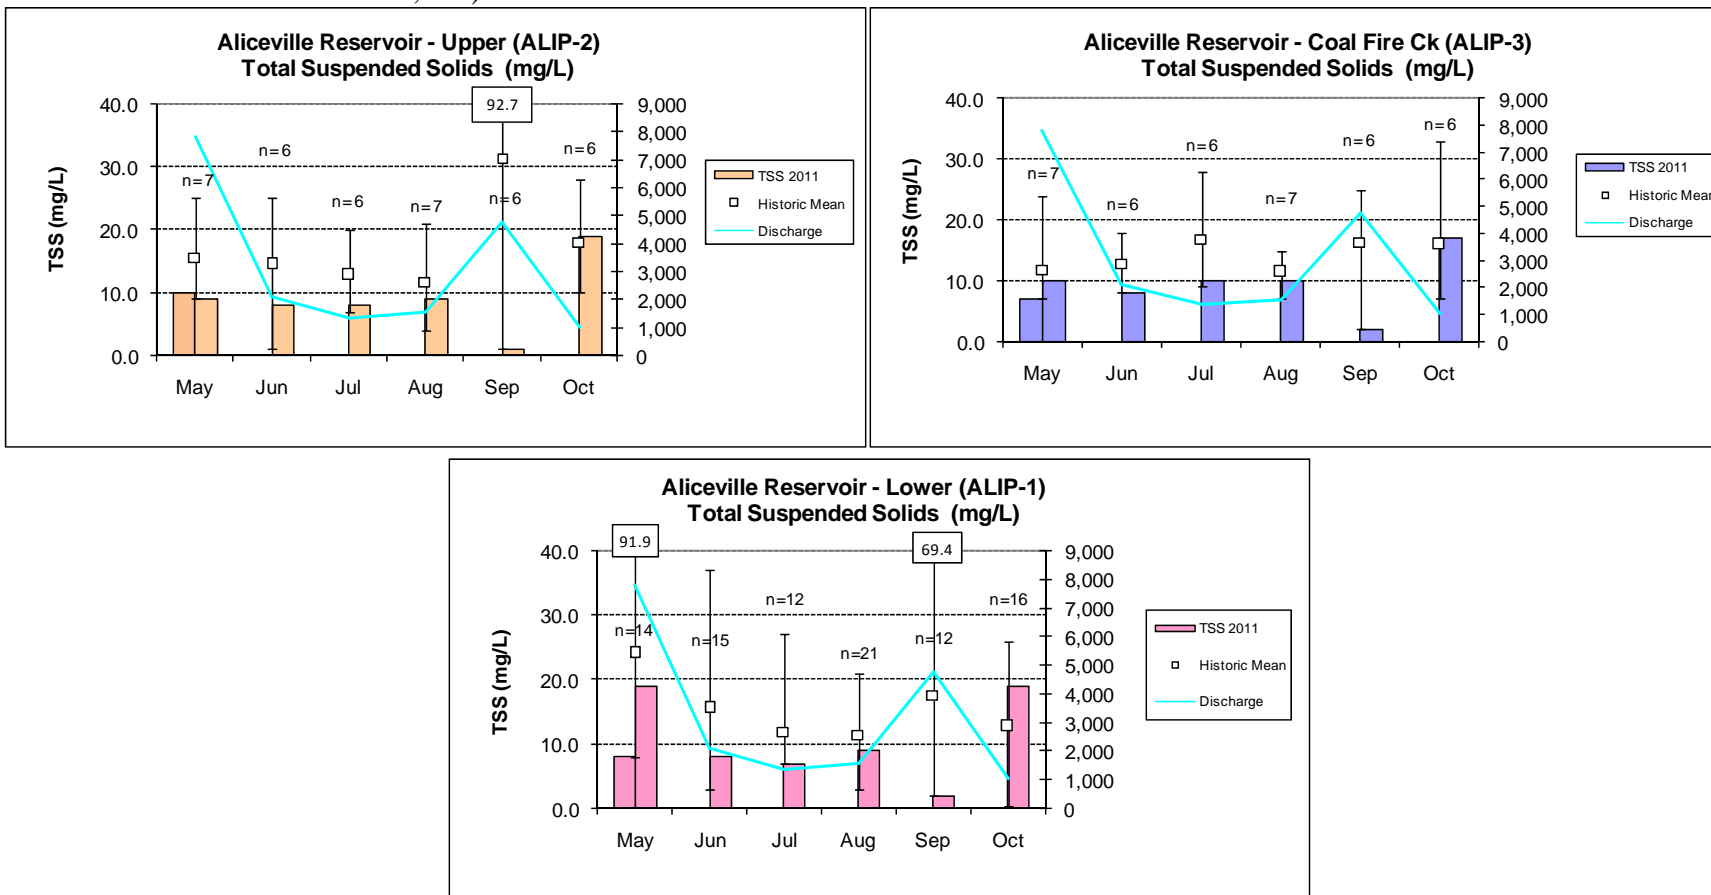 Aliceville Reservoir - Upper (ALIP-2)
Total Suspended Solids (mg/L)
TSS (mg/L)
40.0
30.0
20.0
10.0
0.0
9,000
8,000
7,000
6,000
5,000
4,000
3,000
2,000
1,000
0
n=7
n=6
n=6
n=7
92.7
n=6
n=6
May Jun Jul Aug Sep Oct
TSS 2011
Historic Mean
Discharge
Aliceville Reservoir - Coal Fire Ck (ALIP-3)
Total Suspended Solids (mg/L)
TSS (mg/L)
40.0
30.0
20.0
10.0
0.0
9,000
8,000
7,000
6,000
5,000
4,000
3,000
2,000
1,000
0
n=7
n=6
n=6
n=7
n=6
n=6
May Jun Jul Aug Sep Oct
TSS 2011
Historic Mean
Discharge
Aliceville Reservoir - Lower (ALIP-1)
Total Suspended Solids (mg/L)
TSS (mg/L)
40.0
30.0
20.0
10.0
0.0
9,000
8,000
7,000
6,000
5,000
4,000
3,000
2,000
1,000
0
91.9
n=14
n=15
n=12
n=21
69.4
n=12
n=16
May Jun Jul Aug Sep Oct
TSS 2011
Historic Mean
Discharge